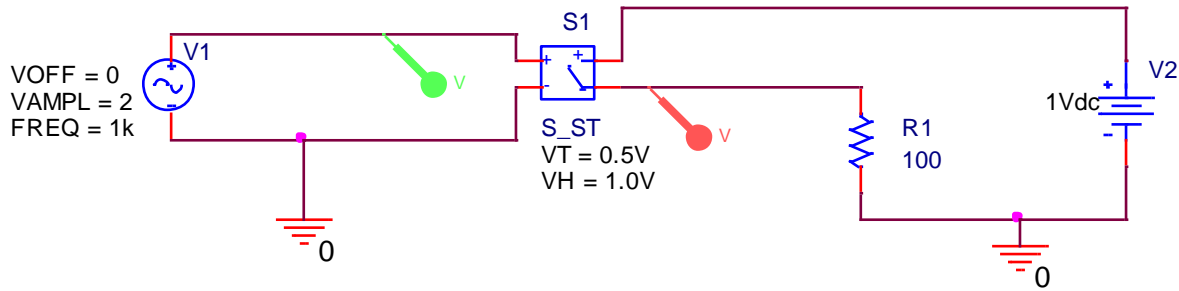 S1
V1
VOFF = 0
VAMPL = 2
FREQ = 1k
+
-
+
V
S_ST
VT = 0.5V
VH = 1.0V
V
R1
100
V2
1Vdc
0
0